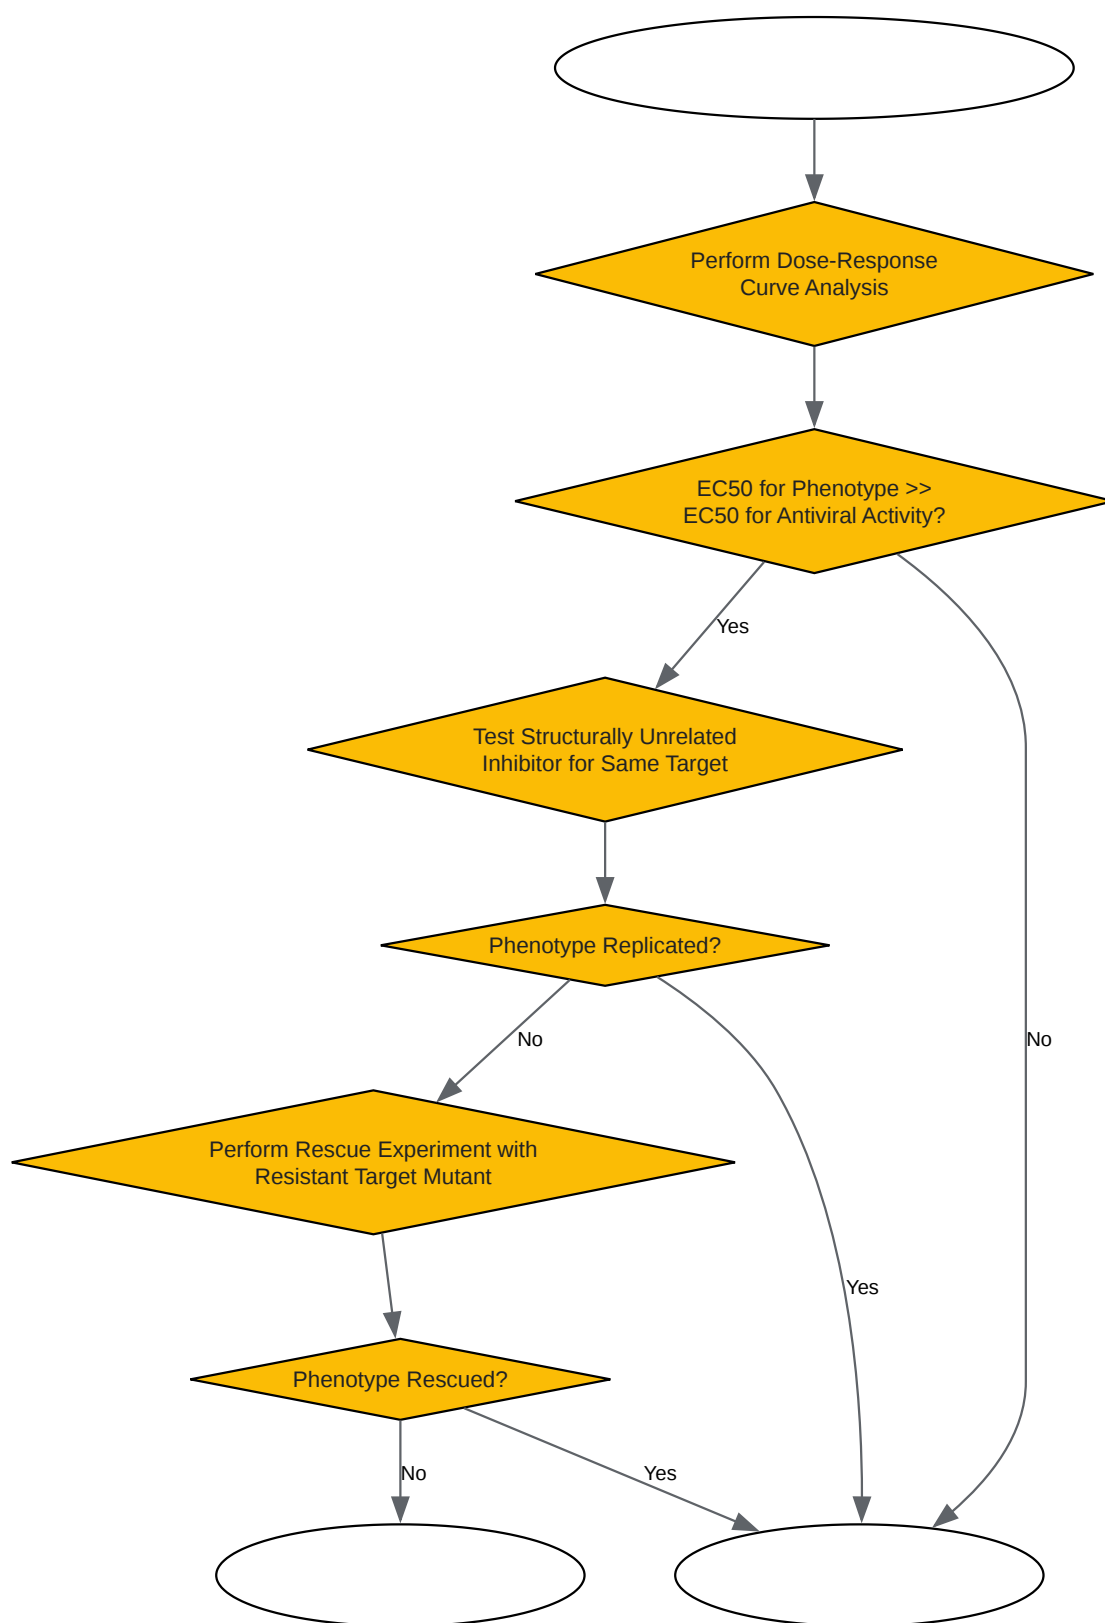 Perform Dose-Response
Curve Analysis
EC50 for Phenotype >>
EC50 for Antiviral Activity?
Yes
Test Structurally Unrelated
Inhibitor for Same Target
Phenotype Replicated?
No
No
Perform Rescue Experiment with
Resistant Target Mutant
Yes
Phenotype Rescued?
No
Yes